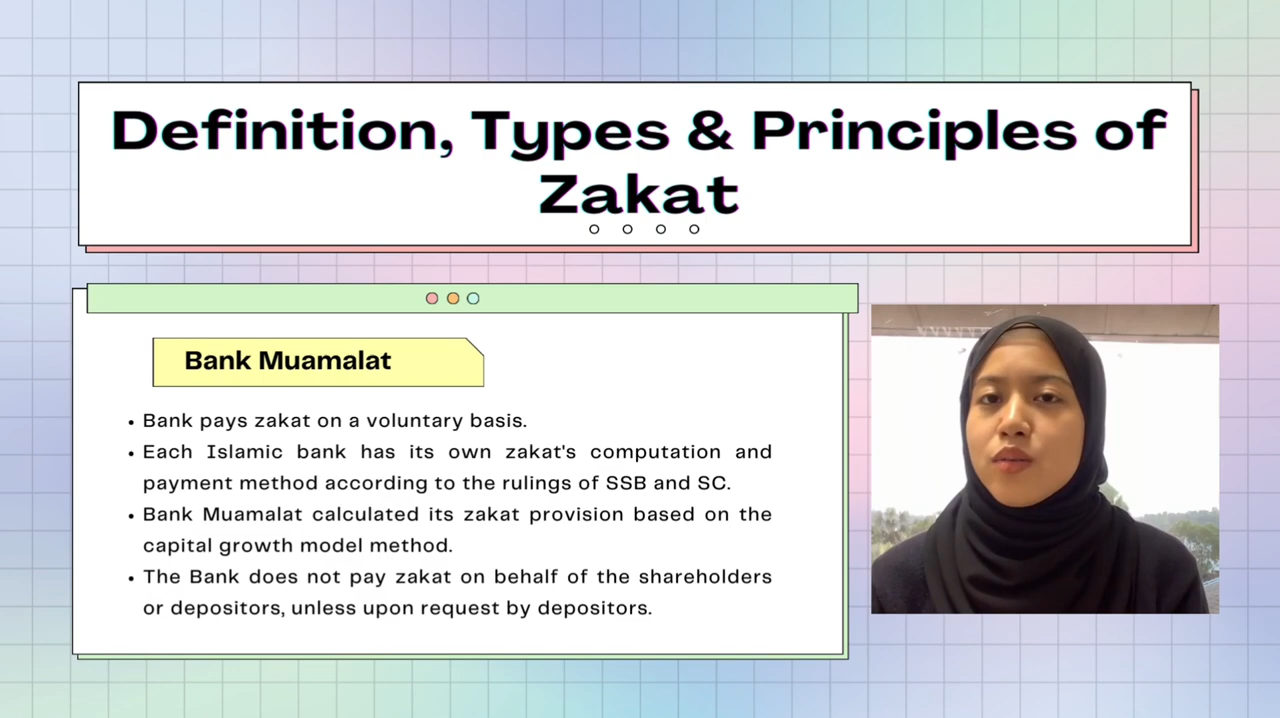 Definition, Types & Principles of
Zakat
Bank Muamalat
• Bank pays zakat on a voluntary basis.
• Each Islamic bank has its own zakat's computation and
payment method according to the rulings of SSB and SC.
• Bank Muamalat calculated its zakat provision based on the
capital growth model method.
• The Bank does not pay zakat on behalf of the shareholders
or depositors, unless upon request by depositors.